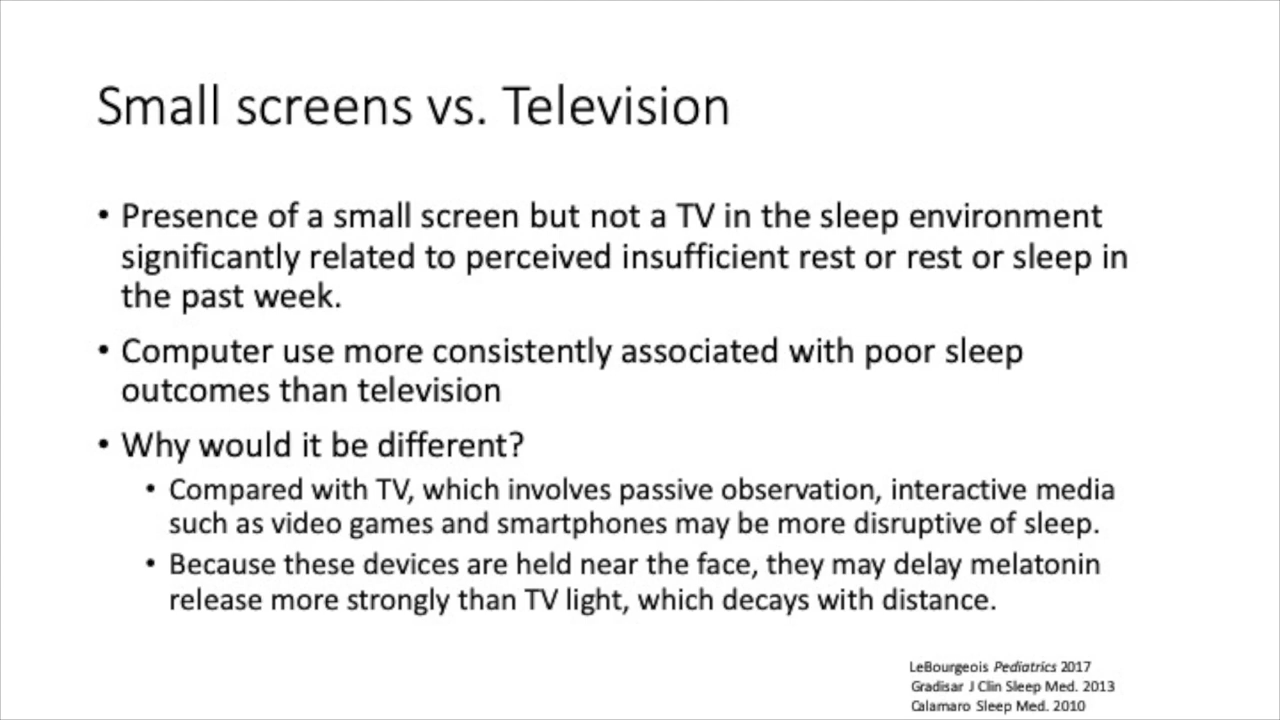 Small screens vs. Television
• Presence of a small screen but not a TV in the sleep environment
significantly related to perceived insufficient rest or rest or sleep in
the past week.
• Computer use more consistently associated with poor sleep
outcomes than television
• Why would it be different?
• Compared with TV, which involves passive observation, interactive media
such as video games and smartphones may be more disruptive of sleep.
• Because these devices are held near the face, they may delay melatonin
release more strongly than TV light, which decays with distance.
LeBourgeois Pediatrics 2017
Gradisar J Clin Sleep Med. 2013
Calamaro Sleep Med. 2010